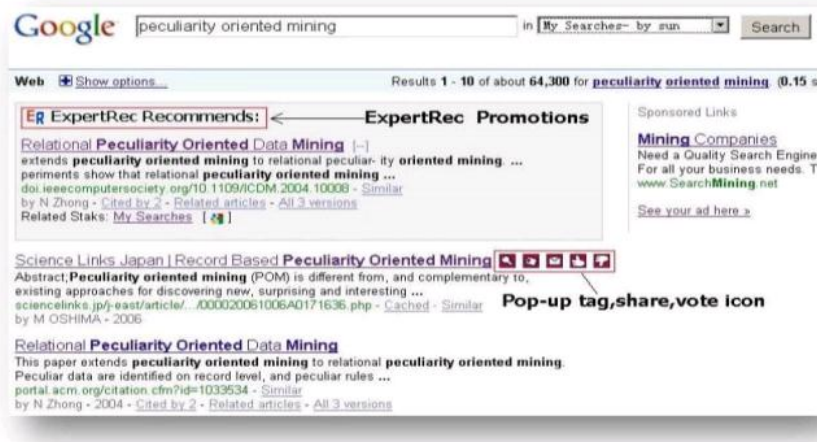 Google peculiarity oriented mining in My Searches- by sun Search
Web Show options... Results 1 - 10 of about 64,300 for peculiarity oriented mining. (0.15 s
ER ExpertRec Recommends: ExpertRec Promotions
Relational Peculiarity Oriented Data Mining [--]
extends peculiarity oriented mining to relational peculiar- ity oriented mining. ...
periments show that relational peculiarity oriented mining ...
doi.ieeecomputersociety.org/10.1109/ICDM.2004.10008 - Similar
by N Zhong - Cited by 2 - Related articles - All 3 versions
Related Staks: My Searches [ ]
Sponsored Links
Mining Companies
Need a Quality Search Engine
For all your business needs. T
www.SearchMining.net
See your ad here »
Science Links Japan | Record Based Peculiarity Oriented Mining
Abstract;Peculiarity oriented mining (POM) is different from, and complementary to,
existing approaches for discovering new, surprising and interesting ...
sciencelinks.jp/j-east/article/.../000020061006A0171636.php - Cached - Similar
by M OSHIMA - 2006
Pop-up tag,share,vote icon
Relational Peculiarity Oriented Data Mining
This paper extends peculiarity oriented mining to relational peculiarity oriented mining.
Peculiar data are identified on record level, and peculiar rules ...
portal.acm.org/citation.cfm?id=1033534 - Similar
by N Zhong - 2004 - Cited by 2 - Related articles - All 3 versions